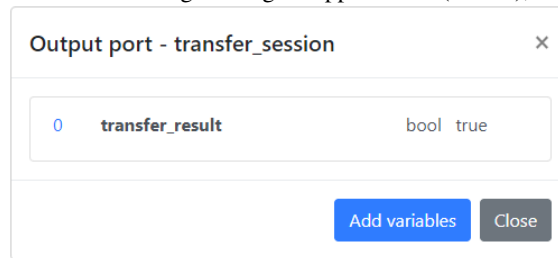 Output port - transfer_session ×
0 transfer_result bool true
Add variables Close